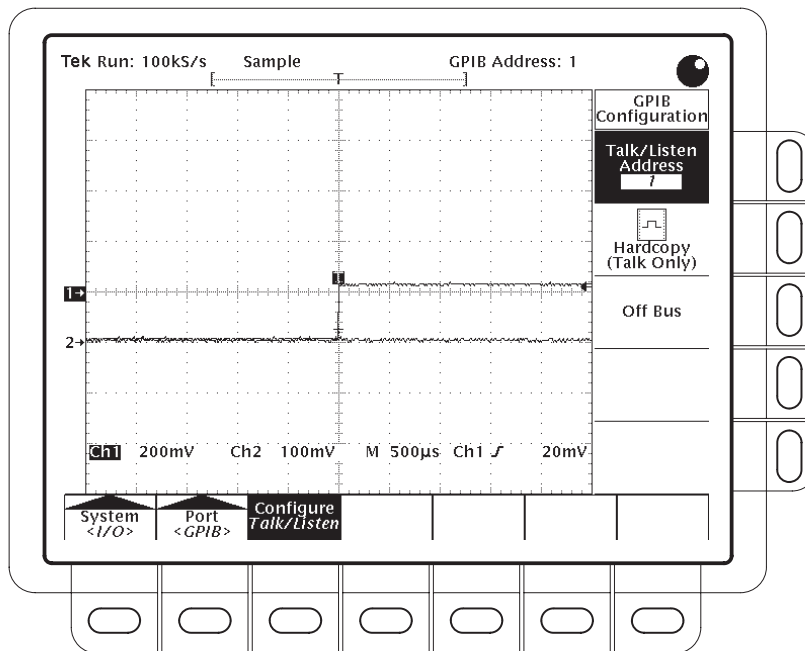 Tek Run: 100kS/s Sample GPIB Address: 1
[ T ]
GPIB
Configuration
Talk/Listen
Address
1
Hardcopy
(Talk Only)
T
1
Off Bus
2
Ch1 200mV Ch2 100mV M 500µs Ch1 20mV
System
<I/O>
Port
<GPIB>
Configure
Talk/Listen